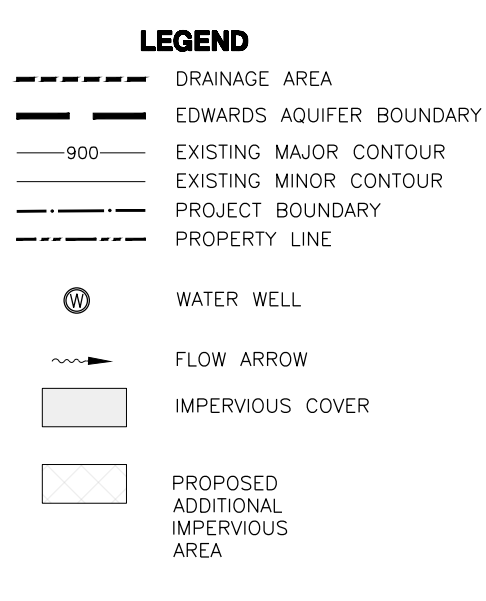 LEGEND
DRAINAGE AREA
EDWARDS AQUIFER BOUNDARY
900 EXISTING MAJOR CONTOUR
EXISTING MINOR CONTOUR
PROJECT BOUNDARY
PROPERTY LINE
W WATER WELL
FLOW ARROW
IMPERVIOUS COVER
PROPOSED
ADDITIONAL
IMPERVIOUS
AREA